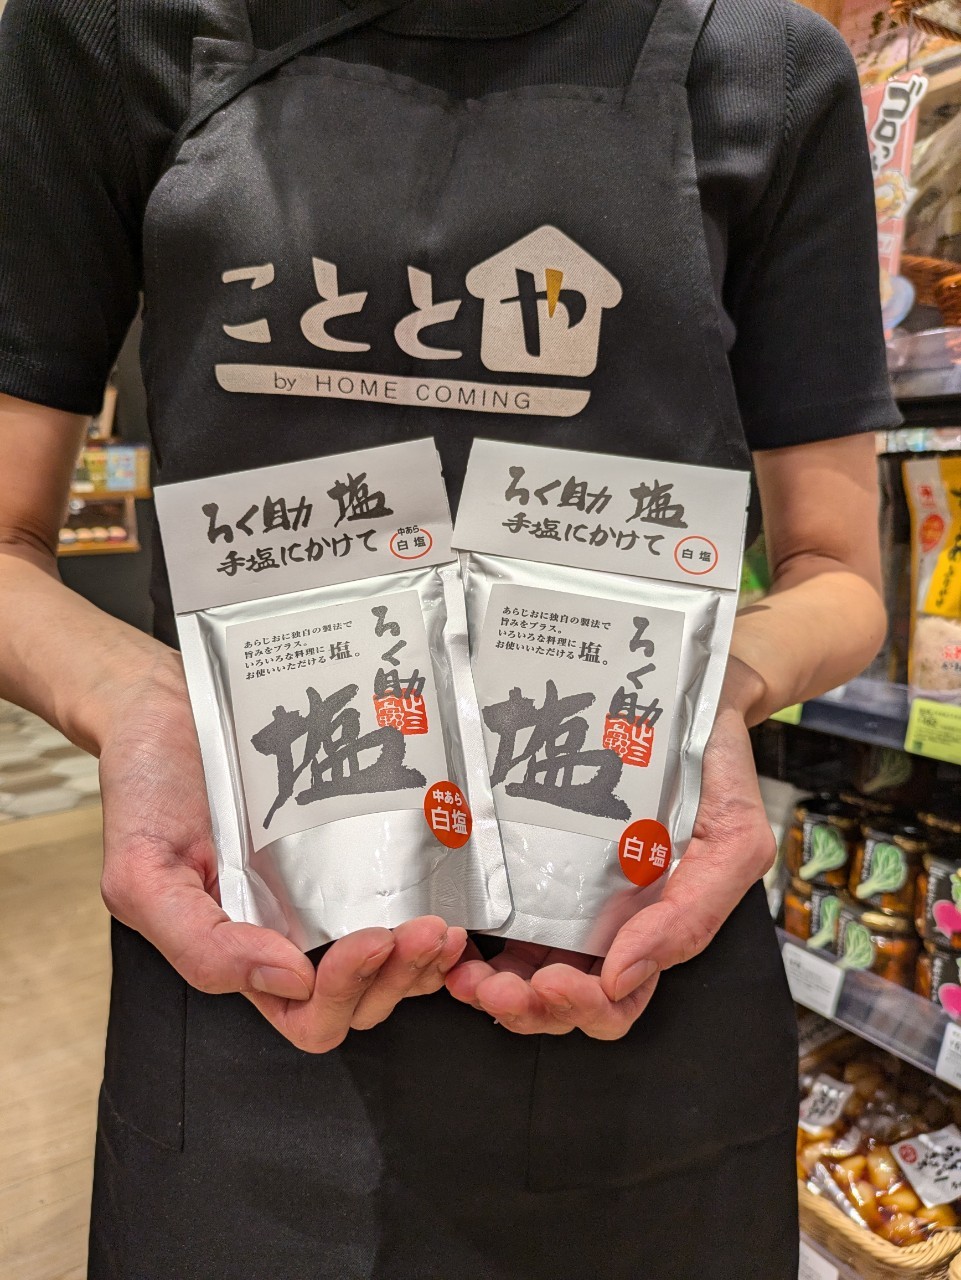 こととや
by HOME COMING
ろく助 塩
手塩にかけて
中あら
白塩
あらじおに独自の製法で
旨みをプラス。
いろいろな料理に
お使いいただける塩。
ろく助
塩
中あら
白塩
ろく助 塩
手塩にかけて
白塩
あらじおに独自の製法で
旨みをプラス。
いろいろな料理に
お使いいただける塩。
ろく助
塩
白塩
ゴロッ